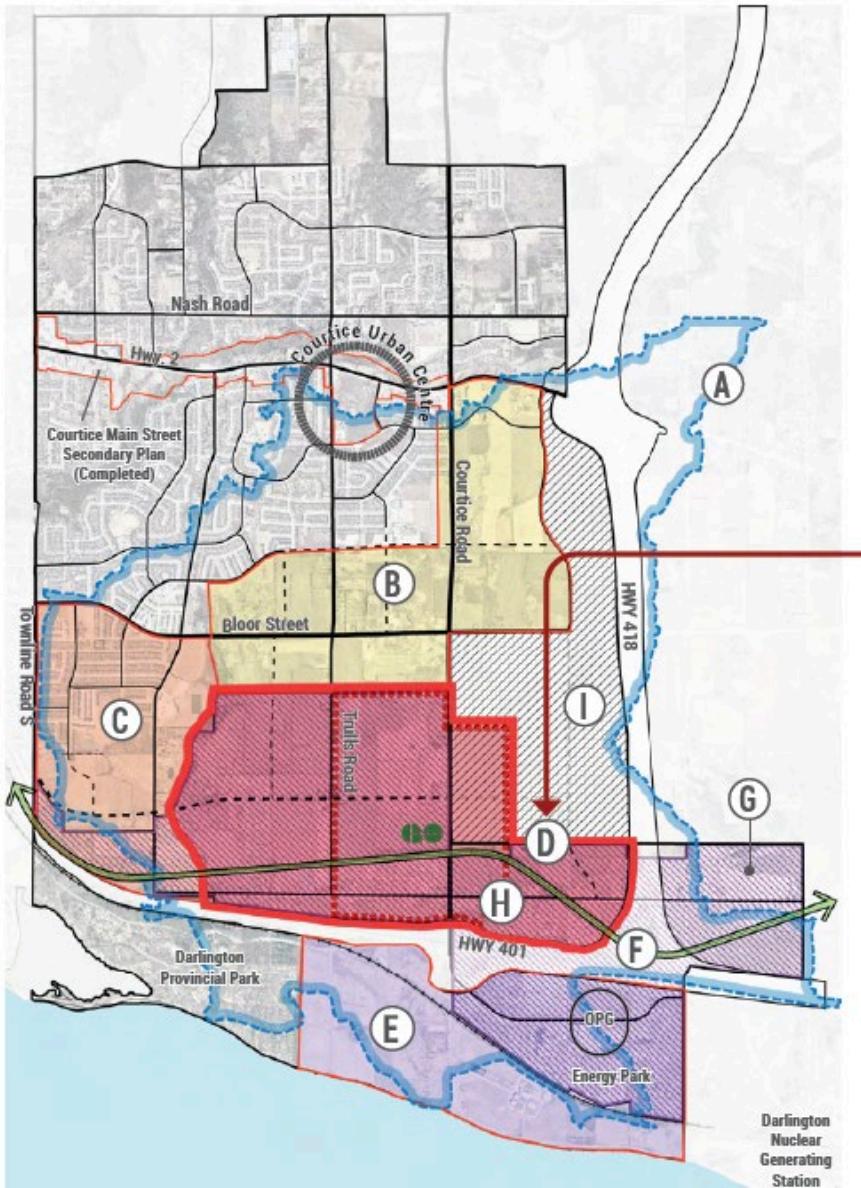 Nash Road
Hwy. 2
Courtice Urban Centre
A
Courtice Main Street
Secondary Plan
(Completed)
Courtice Road
B
Bloor Street
HWY 418
Townline Road S
C
I
Trulls Road
G
D
H
HWY 401
F
Darlington
Provincial Park
E
OPG
Energy Park
Darlington
Nuclear
Generating
Station